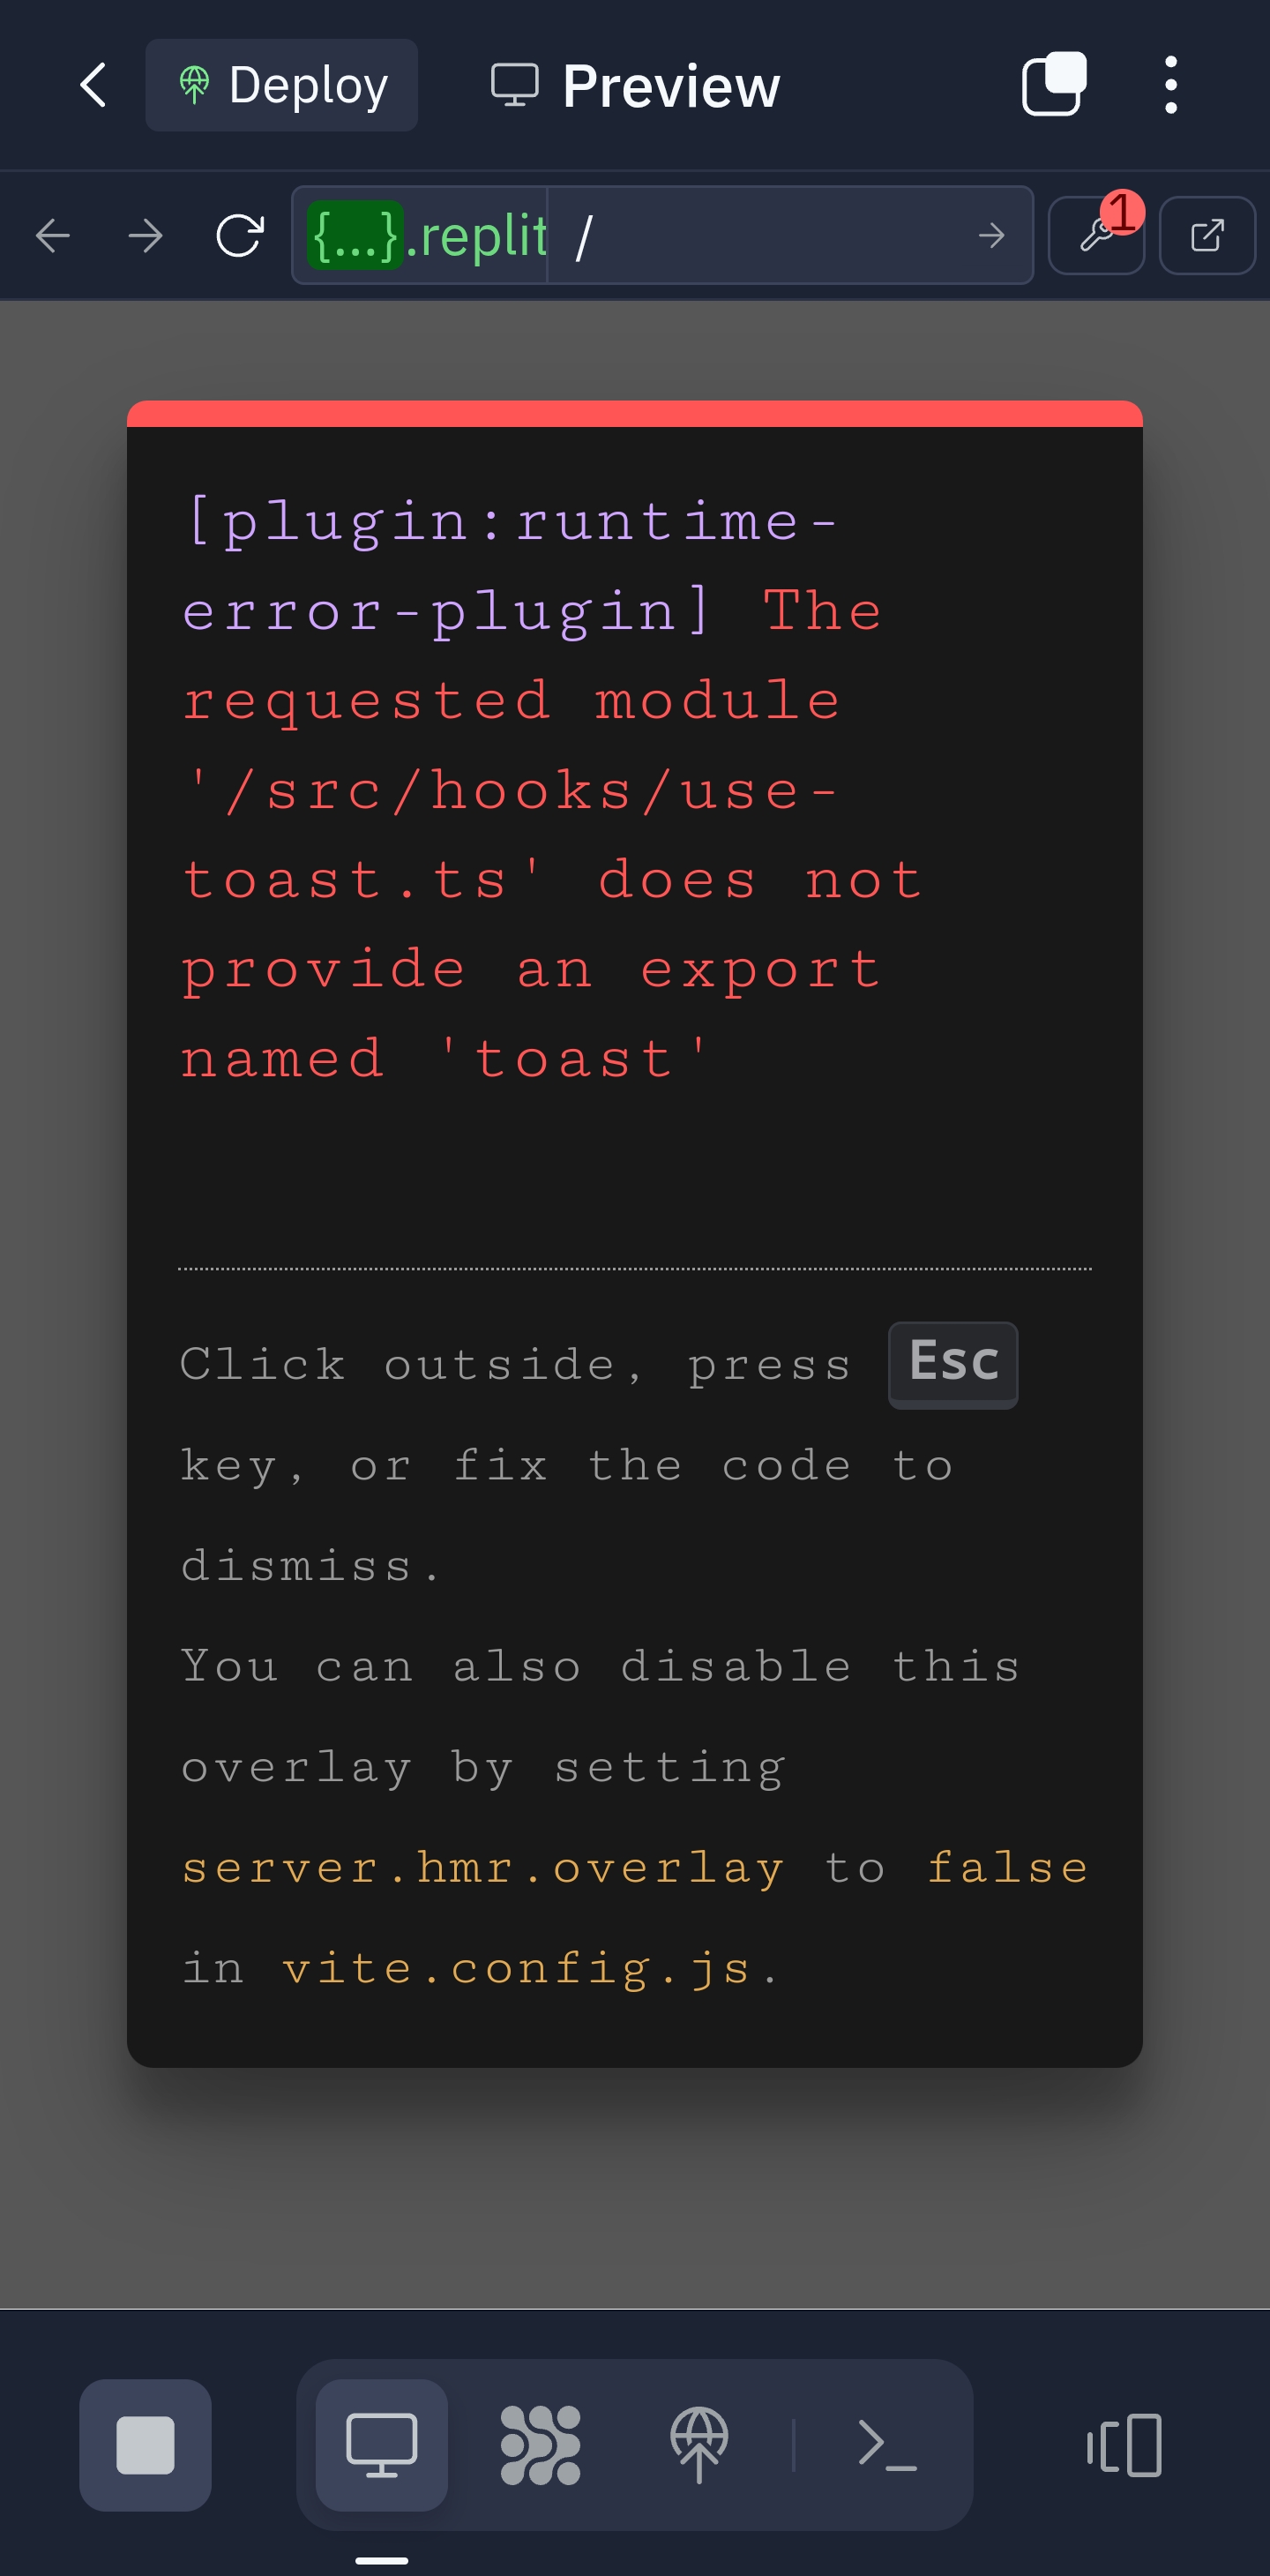 Deploy
Preview
{...}.replit /
1
[plugin:runtime-
error-plugin] The
requested module
'/src/hooks/use-
toast.ts' does not
provide an export
named 'toast'
Click outside, press Esc
key, or fix the code to
dismiss.
You can also disable this
overlay by setting
server.hmr.overlay to false
in vite.config.js.